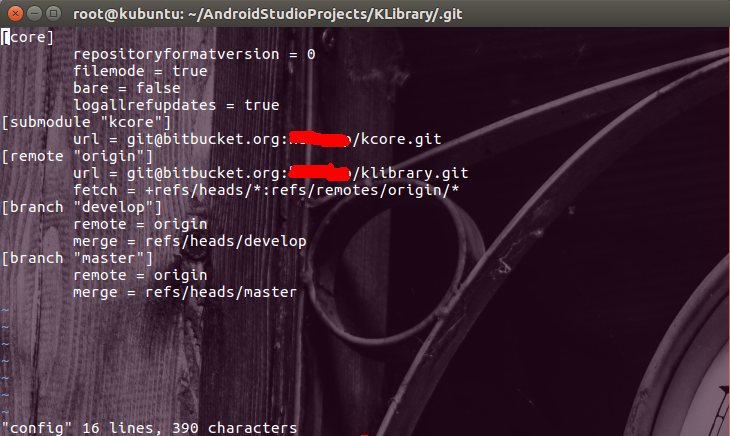 root@kubuntu: ~/AndroidStudioProjects/KLibrary/.git
[core]
repositoryformatversion = 0
filemode = true
bare = false
logallrefupdates = true
[submodule "kcore"]
url = git@bitbucket.org: /kcore.git
[remote "origin"]
url = git@bitbucket.org: /klibrary.git
fetch = +refs/heads/*:refs/remotes/origin/*
[branch "develop"]
remote = origin
merge = refs/heads/develop
[branch "master"]
remote = origin
merge = refs/heads/master
~
~
~
~
~
~
~
"config" 16 lines, 390 characters